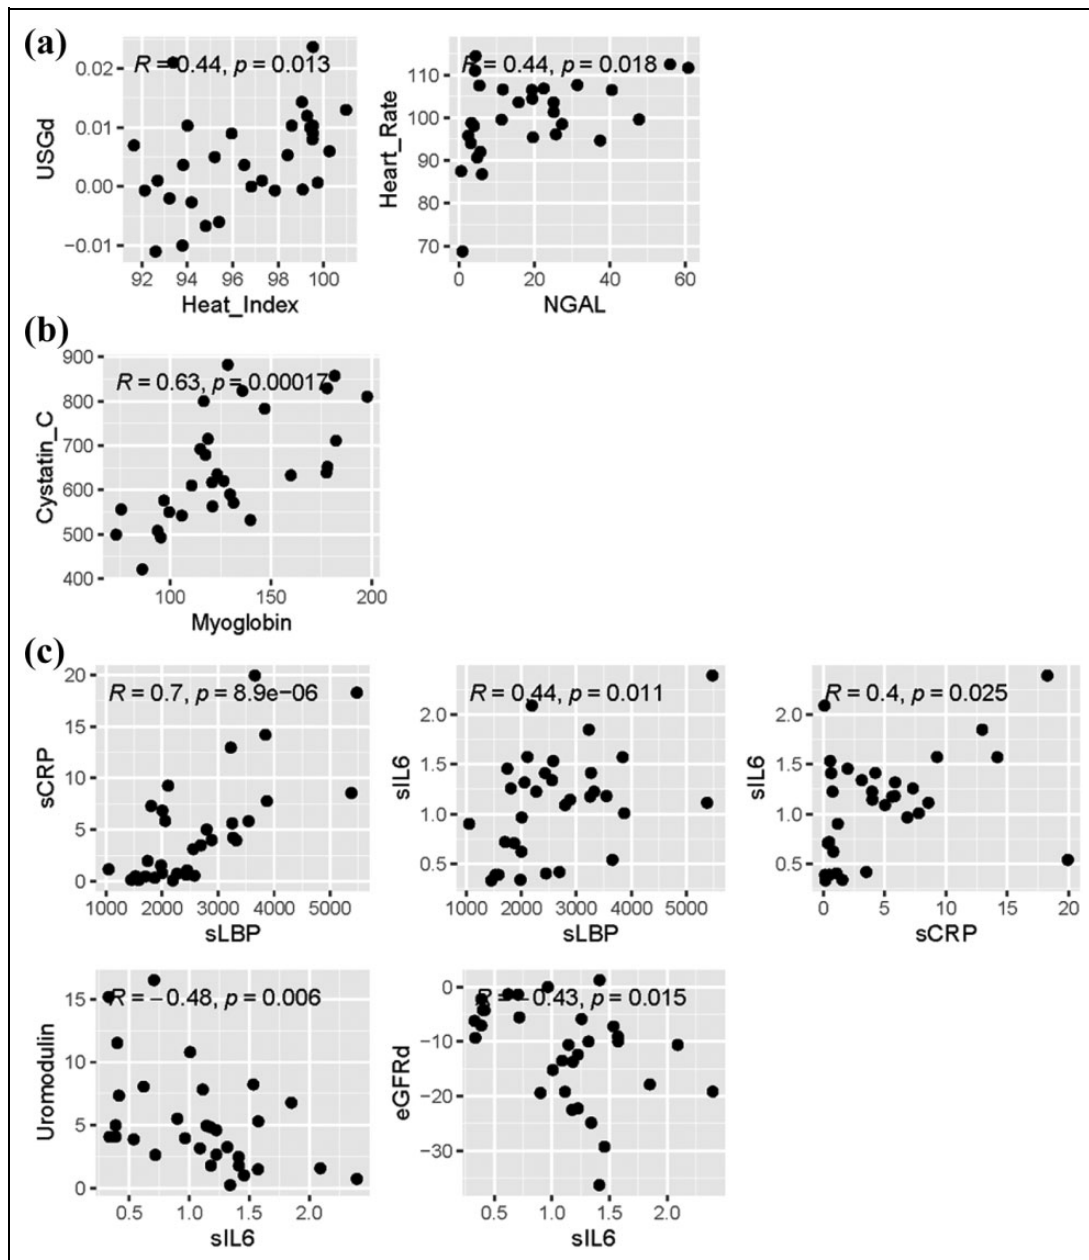 (a)
R = 0.44, p = 0.013
0.02
0.01
0.00
−0.01
USGd
92 94 96 98 100
Heat_Index
R = 0.44, p = 0.018
110
100
90
80
70
Heart_Rate
0 20 40 60
NGAL
(b)
R = 0.63, p = 0.00017
900
800
700
600
500
400
Cystatin_C
100 150 200
Myoglobin
(c)
R = 0.7, p = 8.9e−06
20
15
10
5
0
sCRP
1000 2000 3000 4000 5000
sLBP
R = 0.44, p = 0.011
2.0
1.5
1.0
0.5
sIL6
1000 2000 3000 4000 5000
sLBP
R = 0.4, p = 0.025
2.0
1.5
1.0
0.5
sIL6
0 5 10 15 20
sCRP
R = −0.48, p = 0.006
15
10
5
0
Uromodulin
0.5 1.0 1.5 2.0
sIL6
R = −0.43, p = 0.015
0
−10
−20
−30
eGFRd
0.5 1.0 1.5 2.0
sIL6